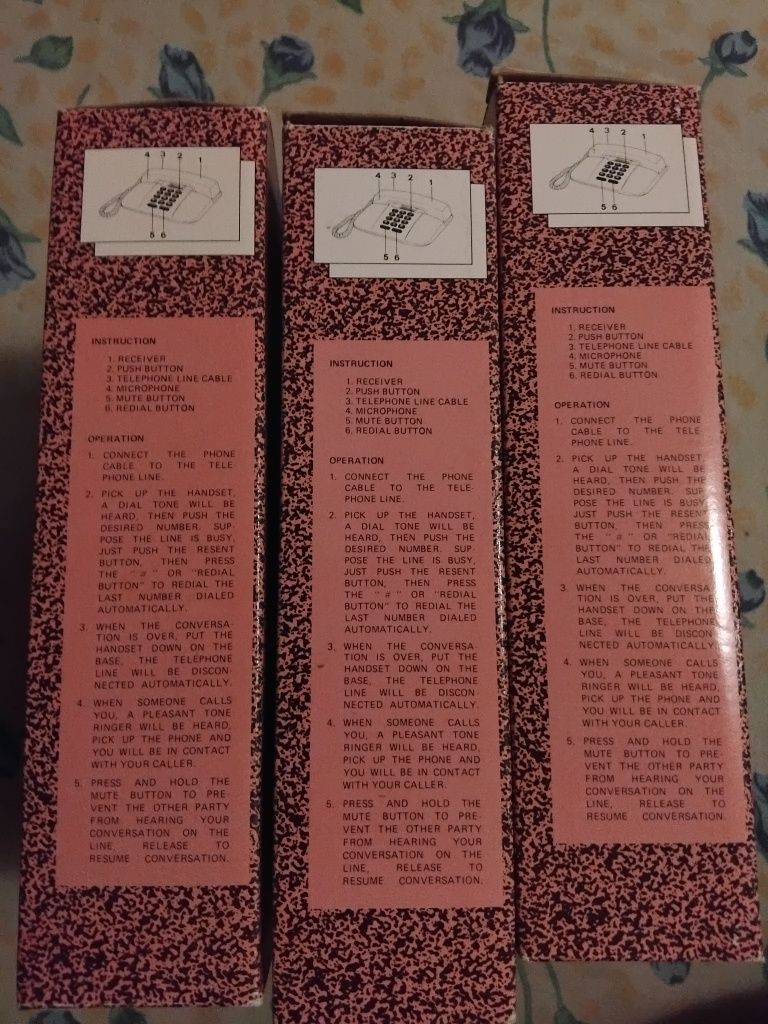 4 3 2 1
5 6
INSTRUCTION
1. RECEIVER
2. PUSH BUTTON
3. TELEPHONE LINE CABLE
4. MICROPHONE
5. MUTE BUTTON
6. REDIAL BUTTON
OPERATION
1. CONNECT THE PHONE
CABLE TO THE TELE
PHONE LINE.
2. PICK UP THE HANDSET,
A DIAL TONE WILL BE
HEARD, THEN PUSH THE
DESIRED NUMBER. SUP-
POSE THE LINE IS BUSY,
JUST PUSH THE RESENT
BUTTON, THEN PRESS
THE "#" OR "REDIAL
BUTTON" TO REDIAL THE
LAST NUMBER DIALED
AUTOMATICALLY.
3. WHEN THE CONVERSA-
TION IS OVER, PUT THE
HANDSET DOWN ON THE
BASE, THE TELEPHONE
LINE WILL BE DISCON
NECTED AUTOMATICALLY.
4. WHEN SOMEONE CALLS
YOU, A PLEASANT TONE
RINGER WILL BE HEARD,
PICK UP THE PHONE AND
YOU WILL BE IN CONTACT
WITH YOUR CALLER.
5. PRESS AND HOLD THE
MUTE BUTTON TO PRE-
VENT THE OTHER PARTY
FROM HEARING YOUR
CONVERSATION ON THE
LINE, RELEASE TO
RESUME CONVERSATION.
4 3 2 1
5 6
INSTRUCTION
1. RECEIVER
2. PUSH BUTTON
3. TELEPHONE LINE CABLE
4. MICROPHONE
5. MUTE BUTTON
6. REDIAL BUTTON
OPERATION
1. CONNECT THE PHONE
CABLE TO THE TELE-
PHONE LINE.
2. PICK UP THE HANDSET,
A DIAL TONE WILL BE
HEARD, THEN PUSH THE
DESIRED NUMBER. SUP-
POSE THE LINE IS BUSY,
JUST PUSH THE RESENT
BUTTON, THEN PRESS
THE "#" OR "REDIAL
BUTTON" TO REDIAL THE
LAST NUMBER DIALED
AUTOMATICALLY.
3. WHEN THE CONVERSA-
TION IS OVER, PUT THE
HANDSET DOWN ON THE
BASE, THE TELEPHONE
LINE WILL BE DISCON
NECTED AUTOMATICALLY.
4. WHEN SOMEONE CALLS
YOU, A PLEASANT TONE
RINGER WILL BE HEARD,
PICK UP THE PHONE AND
YOU WILL BE IN CONTACT
WITH YOUR CALLER.
5. PRESS AND HOLD THE
MUTE BUTTON TO PRE-
VENT THE OTHER PARTY
FROM HEARING YOUR
CONVERSATION ON THE
LINE, RELEASE TO
RESUME CONVERSATION.
4 3 2 1
5 6
INSTRUCTION
1. RECEIVER
2. PUSH BUTTON
3. TELEPHONE LINE CABLE
4. MICROPHONE
5. MUTE BUTTON
6. REDIAL BUTTON
OPERATION
1. CONNECT THE PHONE
CABLE TO THE TELE
PHONE LINE.
2. PICK UP THE HANDSET,
A DIAL TONE WILL BE
HEARD, THEN PUSH THE
DESIRED NUMBER. SUP-
POSE THE LINE IS BUSY,
JUST PUSH THE RESENT
BUTTON, THEN PRESS
THE "#" OR "REDIAL
BUTTON" TO REDIAL THE
LAST NUMBER DIALED
AUTOMATICALLY.
3. WHEN THE CONVERSA-
TION IS OVER, PUT THE
HANDSET DOWN ON THE
BASE, THE TELEPHONE
LINE WILL BE DISCON
NECTED AUTOMATICALLY.
4. WHEN SOMEONE CALLS
YOU, A PLEASANT TONE
RINGER WILL BE HEARD,
PICK UP THE PHONE AND
YOU WILL BE IN CONTACT
WITH YOUR CALLER.
5. PRESS AND HOLD THE
MUTE BUTTON TO PRE-
VENT THE OTHER PARTY
FROM HEARING YOUR
CONVERSATION ON THE
LINE, RELEASE TO
RESUME CONVERSATION.